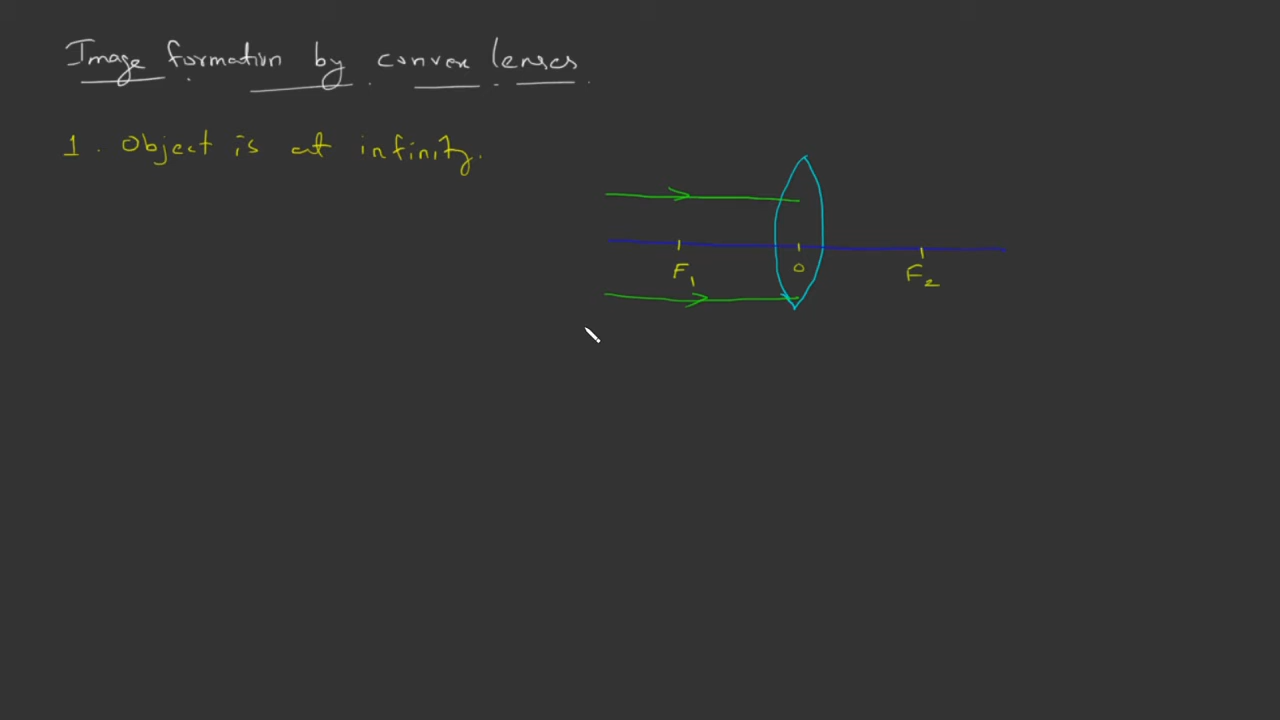 Image formation by convex lenses
1. Object is at infinity.
F1
O
F2